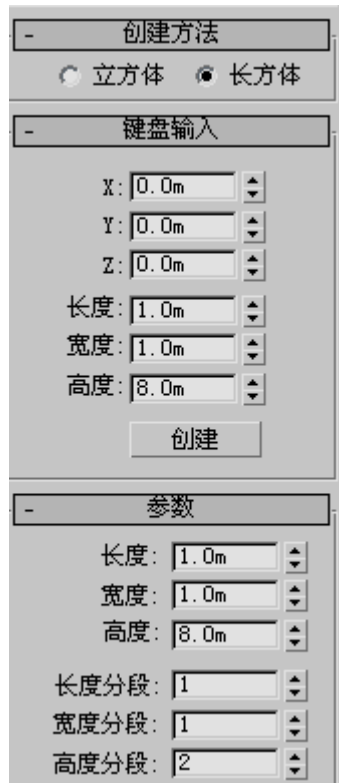 - 创建方法
立方体 长方体
- 键盘输入
X: 0.0m
Y: 0.0m
Z: 0.0m
长度: 1.0m
宽度: 1.0m
高度: 8.0m
创建
- 参数
长度: 1.0m
宽度: 1.0m
高度: 8.0m
长度分段: 1
宽度分段: 1
高度分段: 2